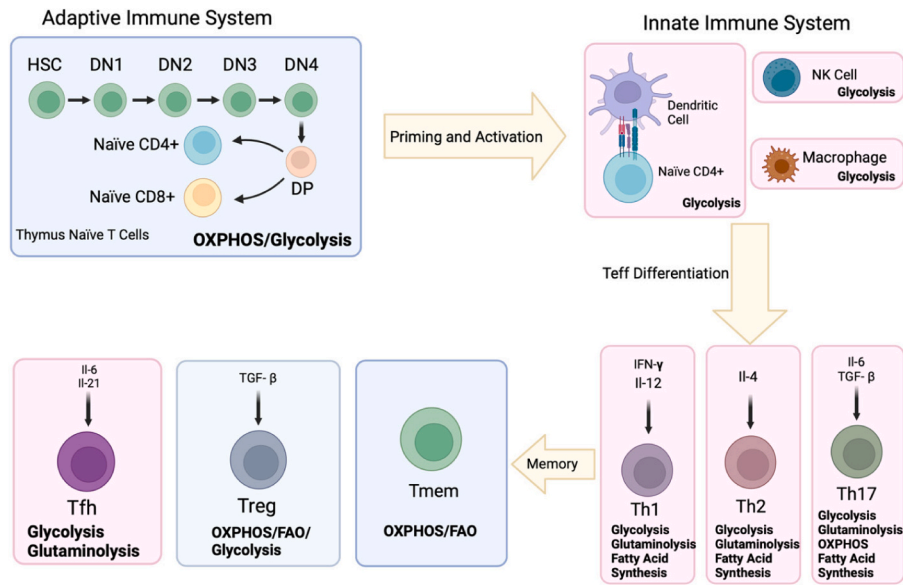 Adaptive Immune System
HSC DN1 DN2 DN3 DN4
Naïve CD4+
DP
Naïve CD8+
Thymus Naïve T Cells
OXPHOS/Glycolysis
Priming and Activation
Innate Immune System
Dendritic
Cell
Naïve CD4+
Glycolysis
NK Cell
Glycolysis
Macrophage
Glycolysis
Teff Differentiation
Il-6
Il-21
Tfh
Glycolysis
Glutaminolysis
TGF- β
Treg
OXPHOS/FAO/
Glycolysis
Tmem
OXPHOS/FAO
Memory
IFN-γ
Il-12
Th1
Glycolysis
Glutaminolysis
Fatty Acid
Synthesis
Il-4
Th2
Glycolysis
Glutaminolysis
Fatty Acid
Synthesis
Il-6
TGF- β
Th17
Glycolysis
Glutaminolysis
OXPHOS
Fatty Acid
Synthesis